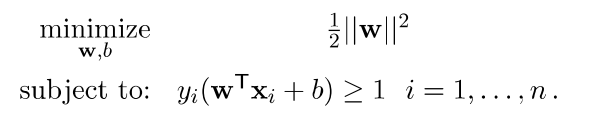 minimize 1/2||w||²
w,b
subject to: yᵢ(wᵀxᵢ + b) ≥ 1 i = 1, . . . , n .